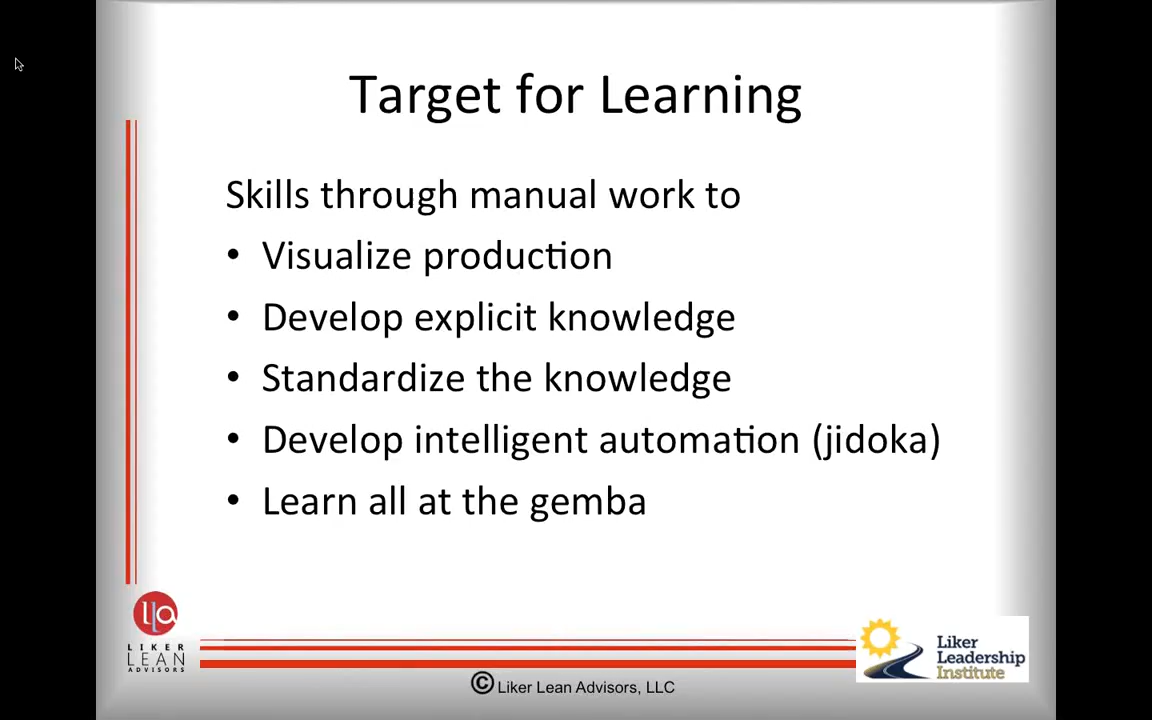 Target for Learning
Skills through manual work to
• Visualize production
• Develop explicit knowledge
• Standardize the knowledge
• Develop intelligent automation (jidoka)
• Learn all at the gemba
lla
LIKER
LEAN
ADVISORS
Liker
Leadership
Institute
© Liker Lean Advisors, LLC